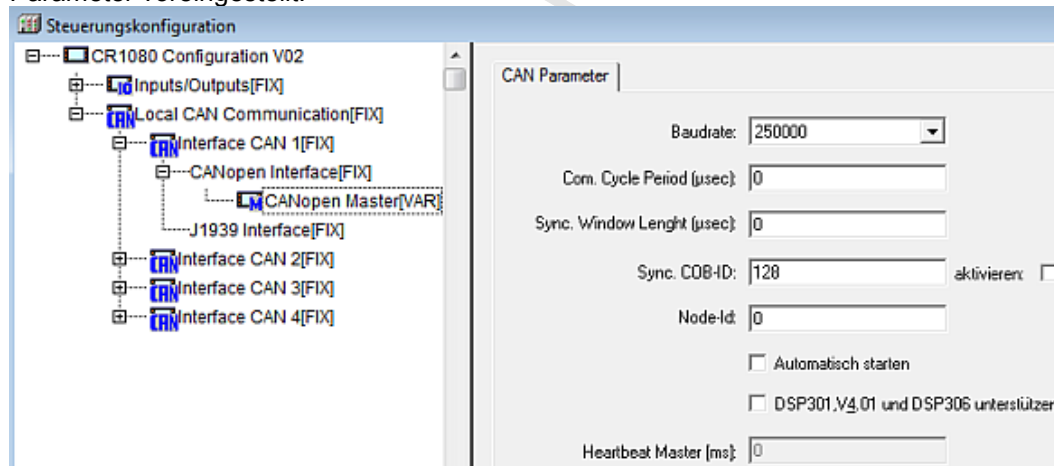 Parameter voreingestellt.
Steuerungskonfiguration
CR1080 Configuration V02
Inputs/Outputs[FIX]
Local CAN Communication[FIX]
Interface CAN 1[FIX]
CANopen Interface[FIX]
CANopen Master[VAR]
J1939 Interface[FIX]
Interface CAN 2[FIX]
Interface CAN 3[FIX]
Interface CAN 4[FIX]
CAN Parameter
Baudrate: 250000
Com. Cycle Period (µsec): 0
Sync. Window Lenght (µsec): 0
Sync. COB-ID: 128 aktivieren:
Node-Id: 0
Automatisch starten
DSP301,V4.01 und DSP306 unterstützen
Heartbeat Master [ms]: 0